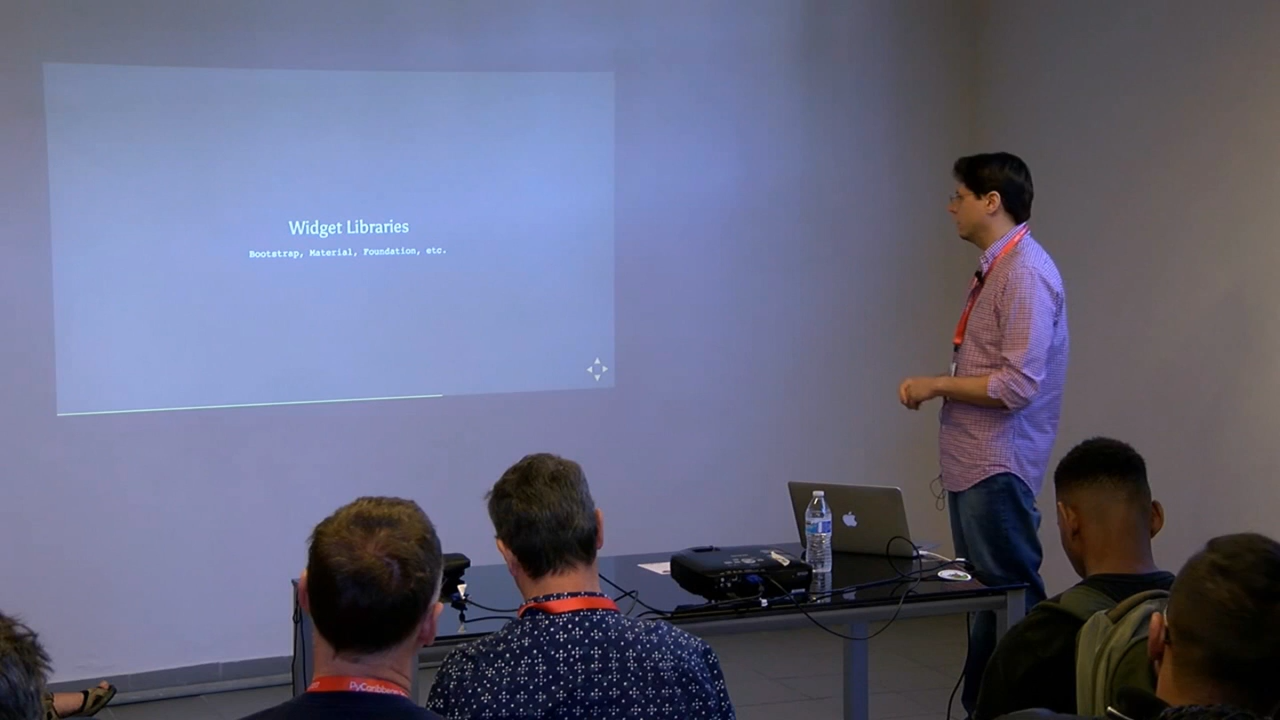 Widget Libraries
Bootstrap, Material, Foundation, etc.
PyCaribbean